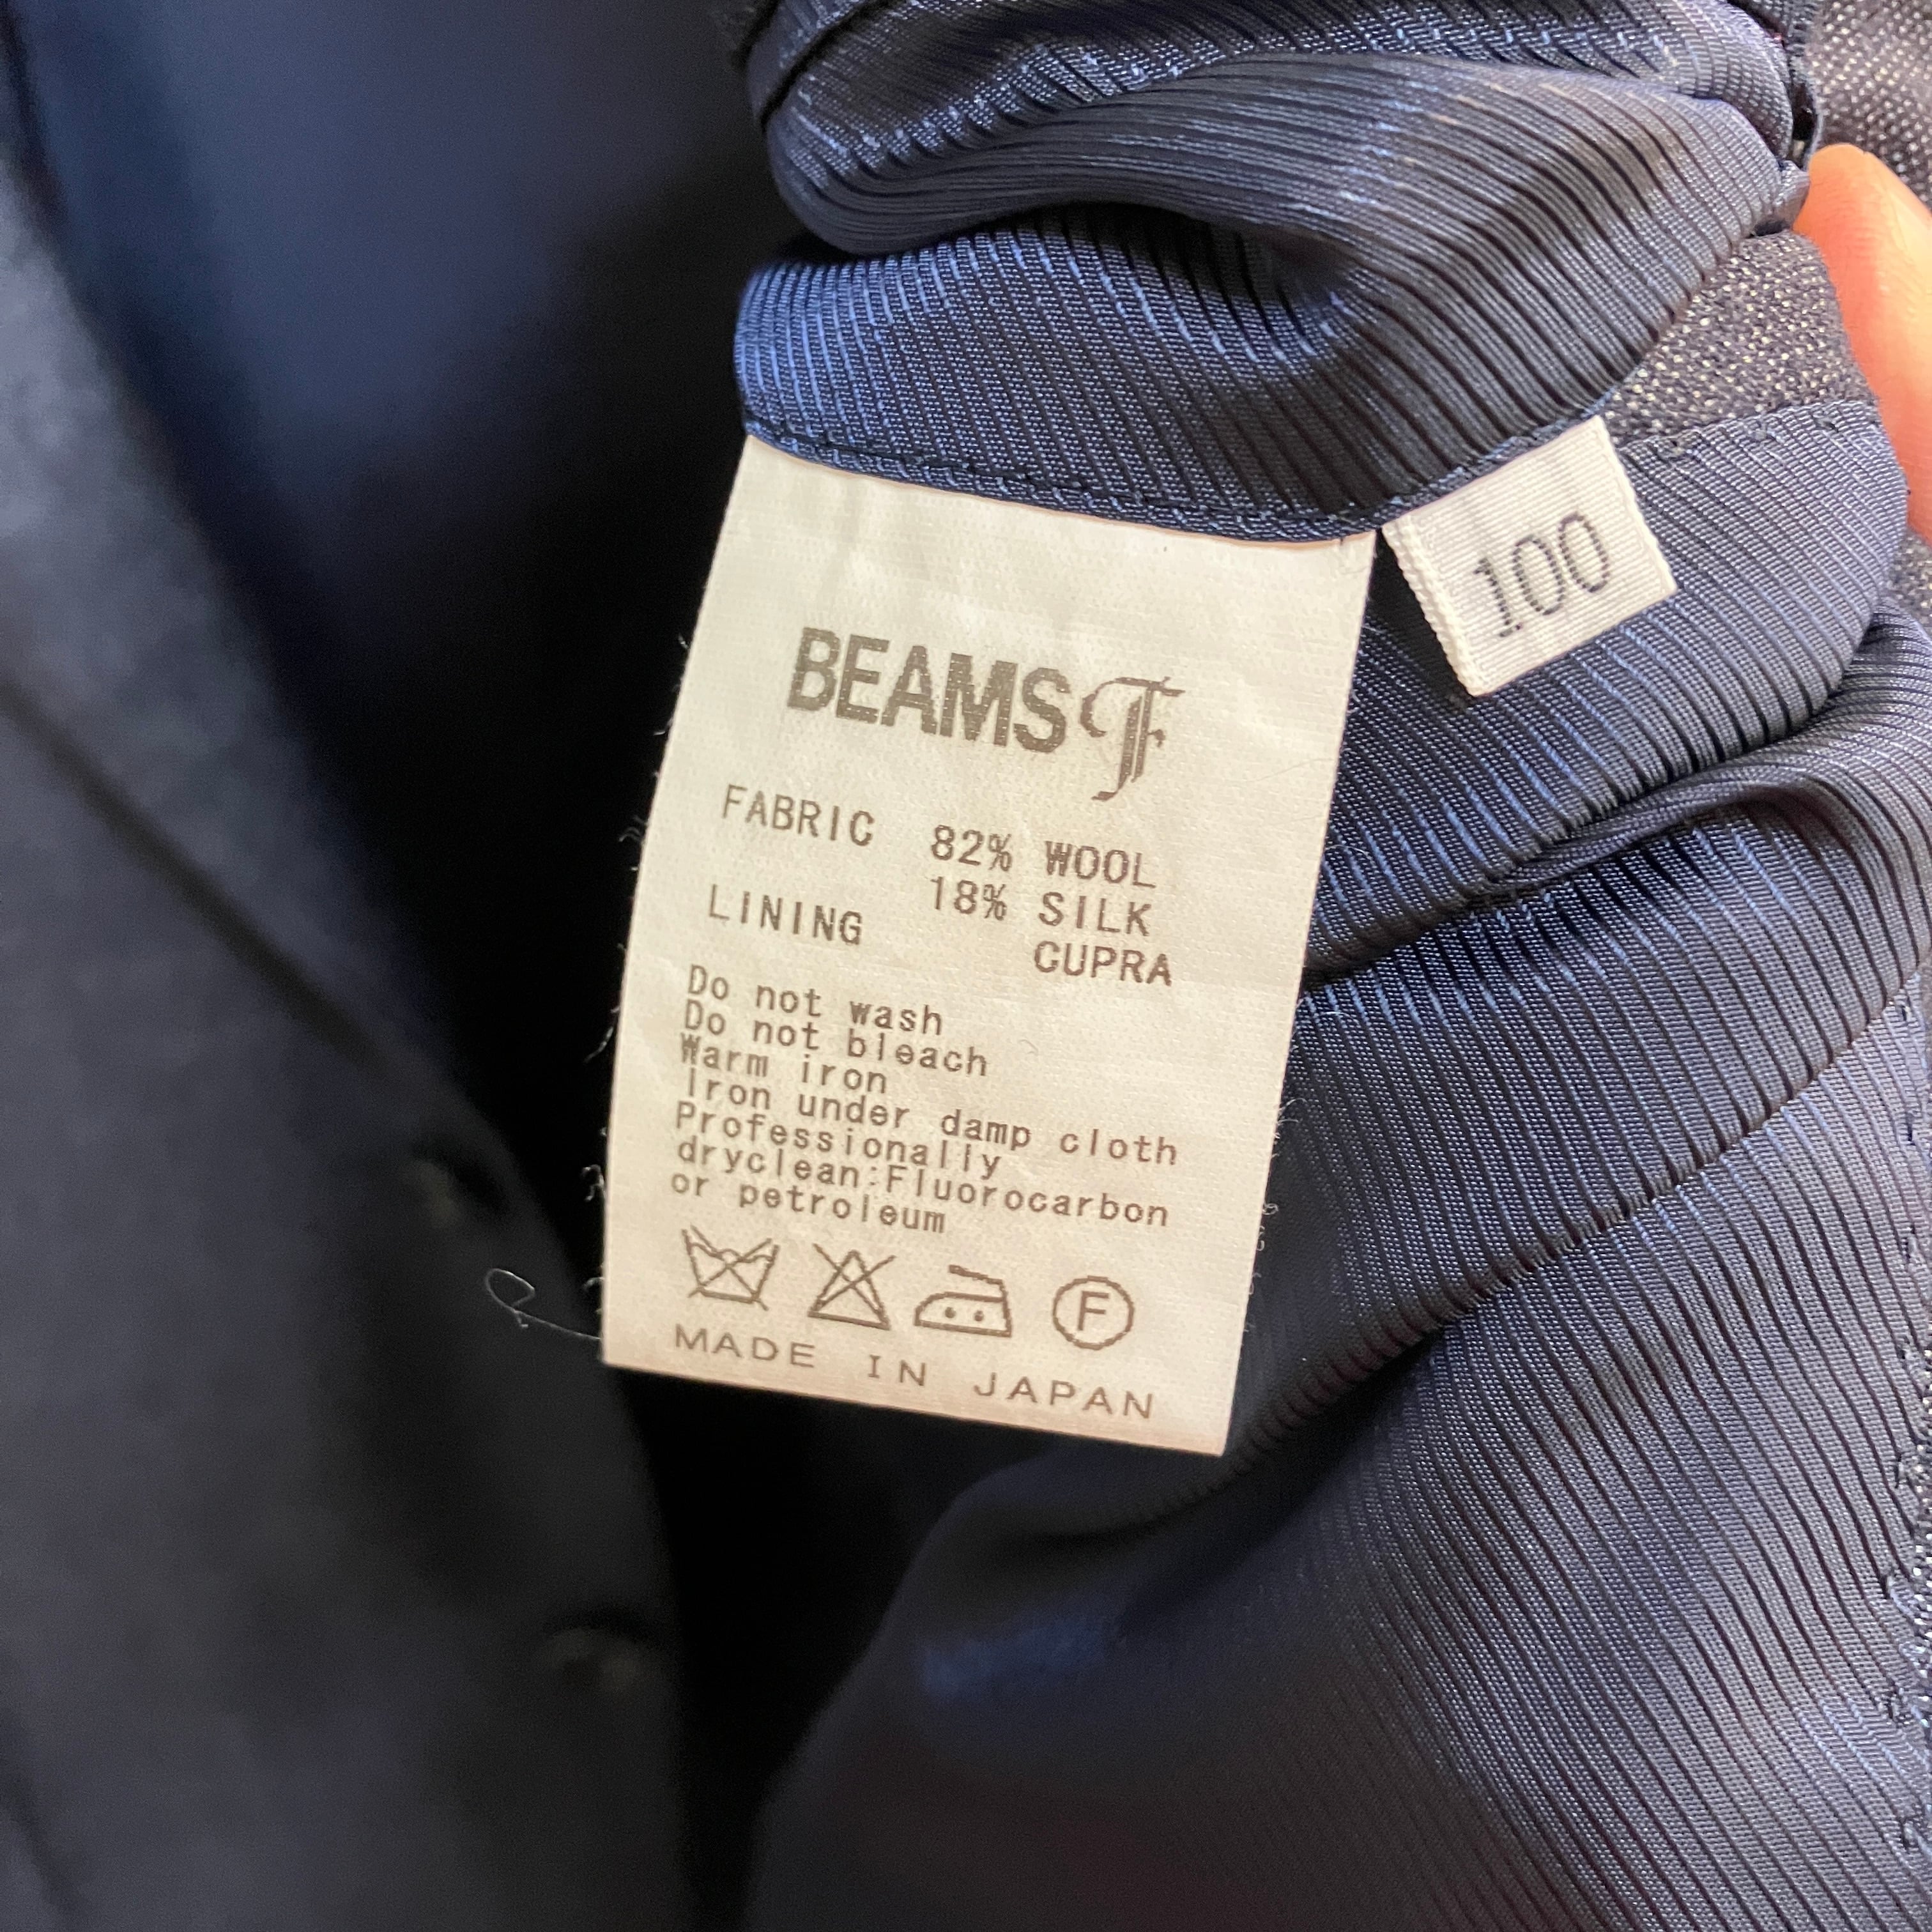 100
BEAMS F
FABRIC 82% WOOL
18% SILK
LINING CUPRA
Do not wash
Do not bleach
Warm iron
Iron under damp cloth
Professionally
dryclean:Fluorocarbon
or petroleum
F
MADE IN JAPAN